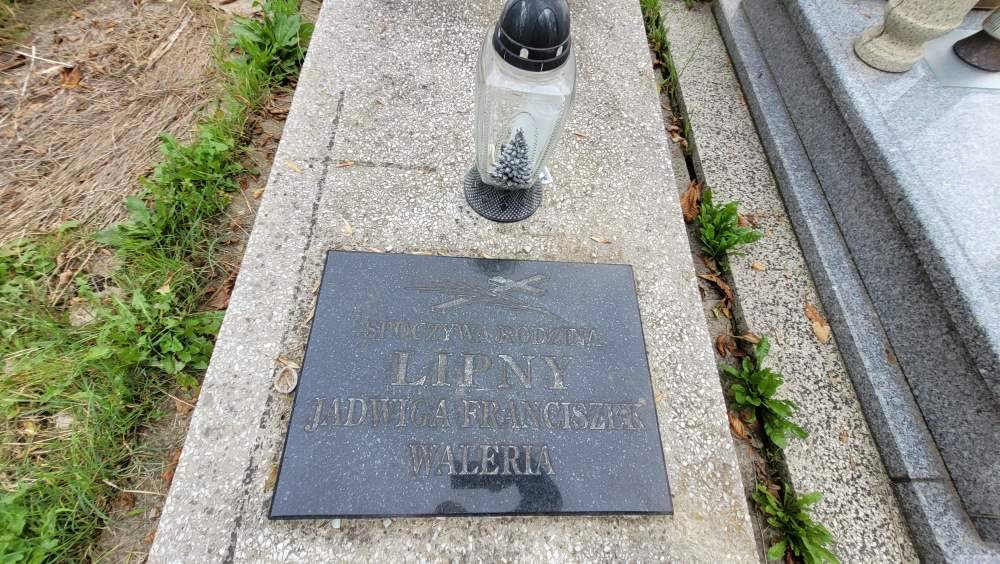 SPOCZYWA RODZINA
LIPNY
JADWIGA FRANCISZEK
WALERIA